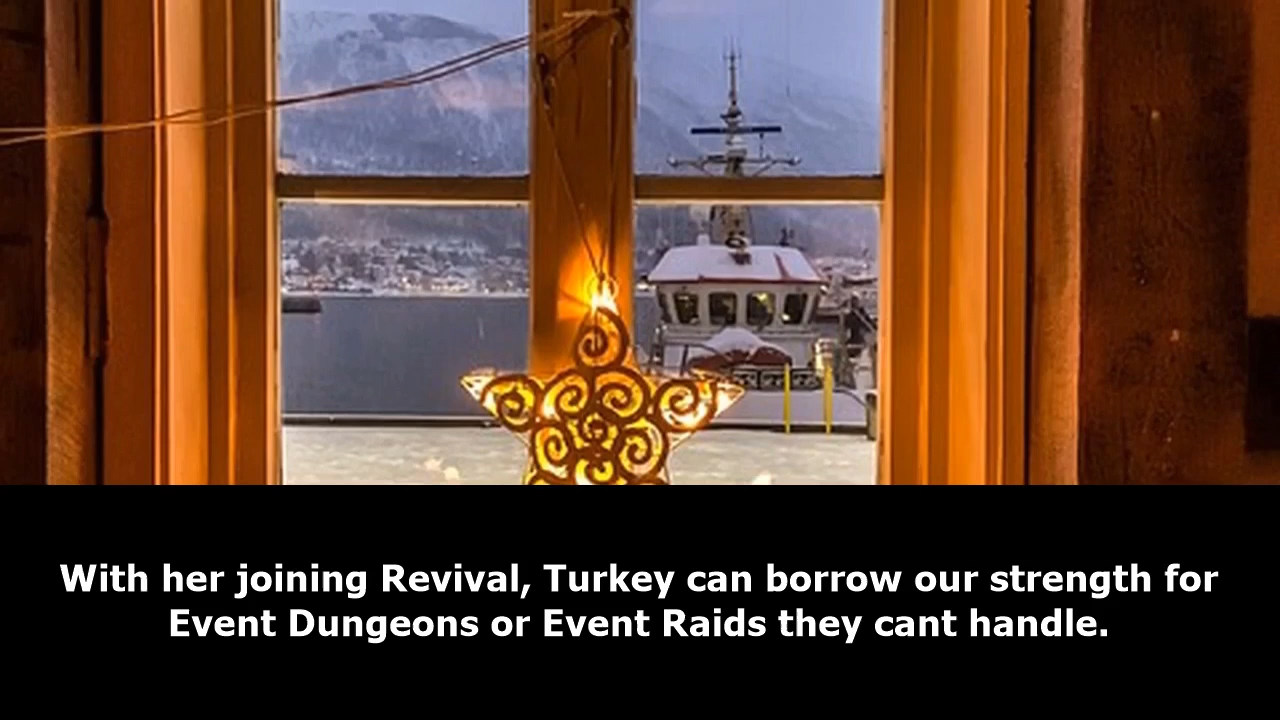 With her joining Revival, Turkey can borrow our strength for
Event Dungeons or Event Raids they cant handle.